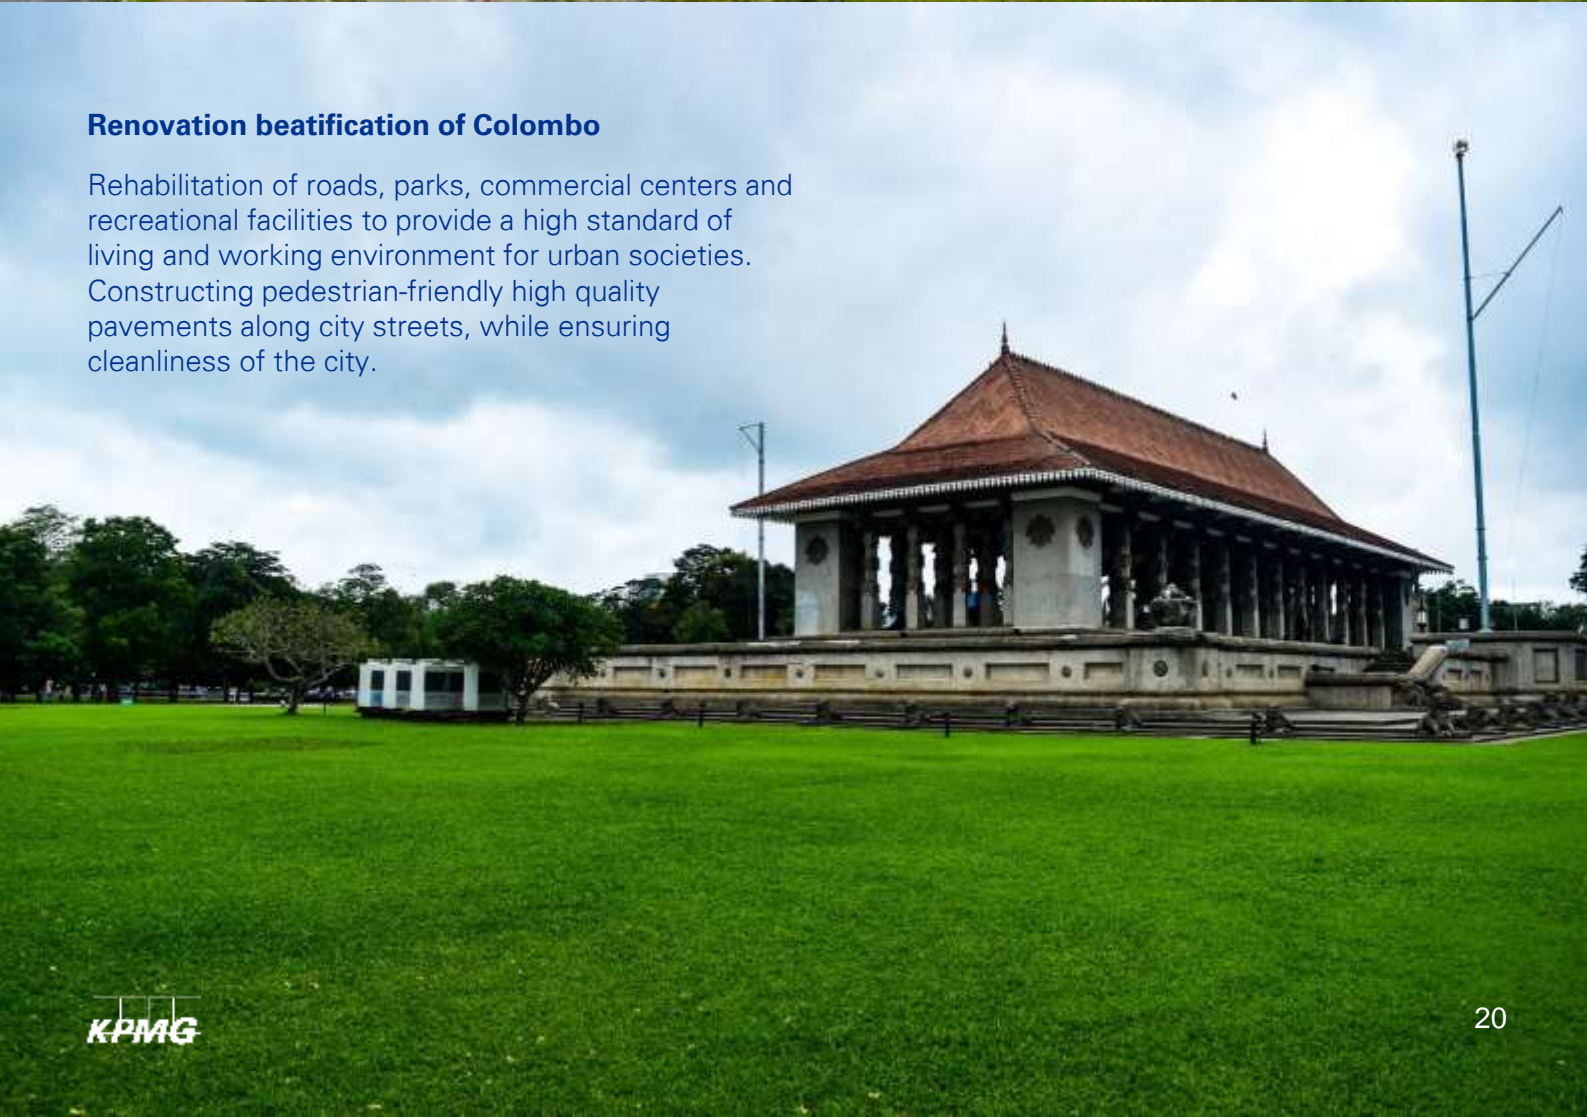 Renovation beatification of Colombo
Rehabilitation of roads, parks, commercial centers and
recreational facilities to provide a high standard of
living and working environment for urban societies.
Constructing pedestrian-friendly high quality
pavements along city streets, while ensuring
cleanliness of the city.
KPMG
20